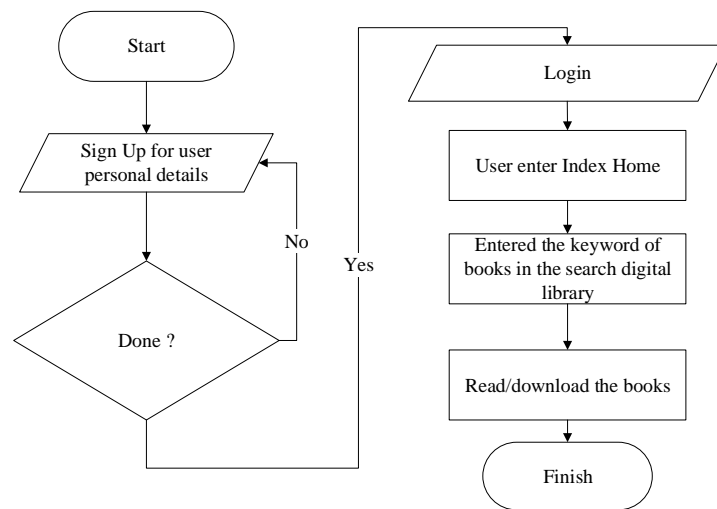 Start
Sign Up for user
personal details
No
Done ?
Yes
Login
User enter Index Home
Entered the keyword of
books in the search digital
library
Read/download the books
Finish